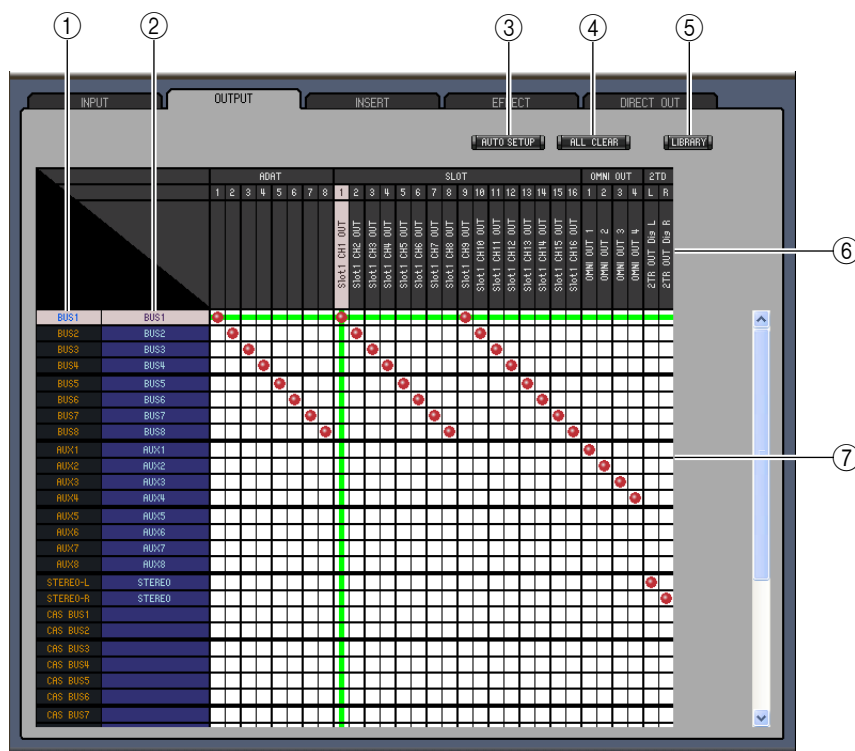 ① ② ③ ④ ⑤
INPUT OUTPUT INSERT EFFECT DIRECT OUT
AUTO SETUP ALL CLEAR LIBRARY
ADAT SLOT OMNI OUT 2TD
1 2 3 4 5 6 7 8 1 2 3 4 5 6 7 8 9 10 11 12 13 14 15 16 1 2 3 4 L R
Slot1 CH1 OUT
Slot1 CH2 OUT
Slot1 CH3 OUT
Slot1 CH4 OUT
Slot1 CH5 OUT
Slot1 CH6 OUT
Slot1 CH7 OUT
Slot1 CH8 OUT
Slot1 CH9 OUT
Slot1 CH10 OUT
Slot1 CH11 OUT
Slot1 CH12 OUT
Slot1 CH13 OUT
Slot1 CH14 OUT
Slot1 CH15 OUT
Slot1 CH16 OUT
OMNI OUT 1
OMNI OUT 2
OMNI OUT 3
OMNI OUT 4
2TR OUT Dig L
2TR OUT Dig R
⑥
BUS1 BUS1
BUS2 BUS2
BUS3 BUS3
BUS4 BUS4
BUS5 BUS5
BUS6 BUS6
BUS7 BUS7
BUS8 BUS8
AUX1 AUX1
⑦
AUX2 AUX2
AUX3 AUX3
AUX4 AUX4
AUX5 AUX5
AUX6 AUX6
AUX7 AUX7
AUX8 AUX8
STEREO-L STEREO
STEREO-R STEREO
CAS BUS1
CAS BUS2
CAS BUS3
CAS BUS4
CAS BUS5
CAS BUS6
CAS BUS7